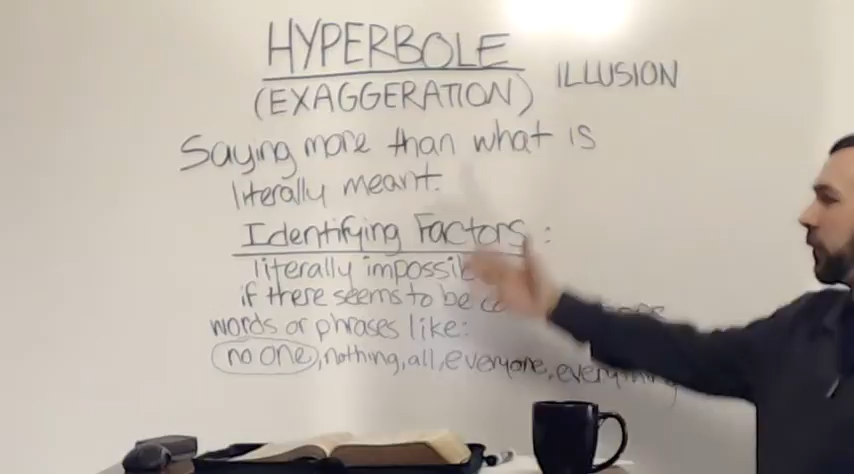 HYPERBOLE
(EXAGGERATION)
ILLUSION
Saying more than what is
literally meant.
Identifying Factors:
literally
if there seems to be
words or phrases like:
no one, nothing, all, everyone, everything